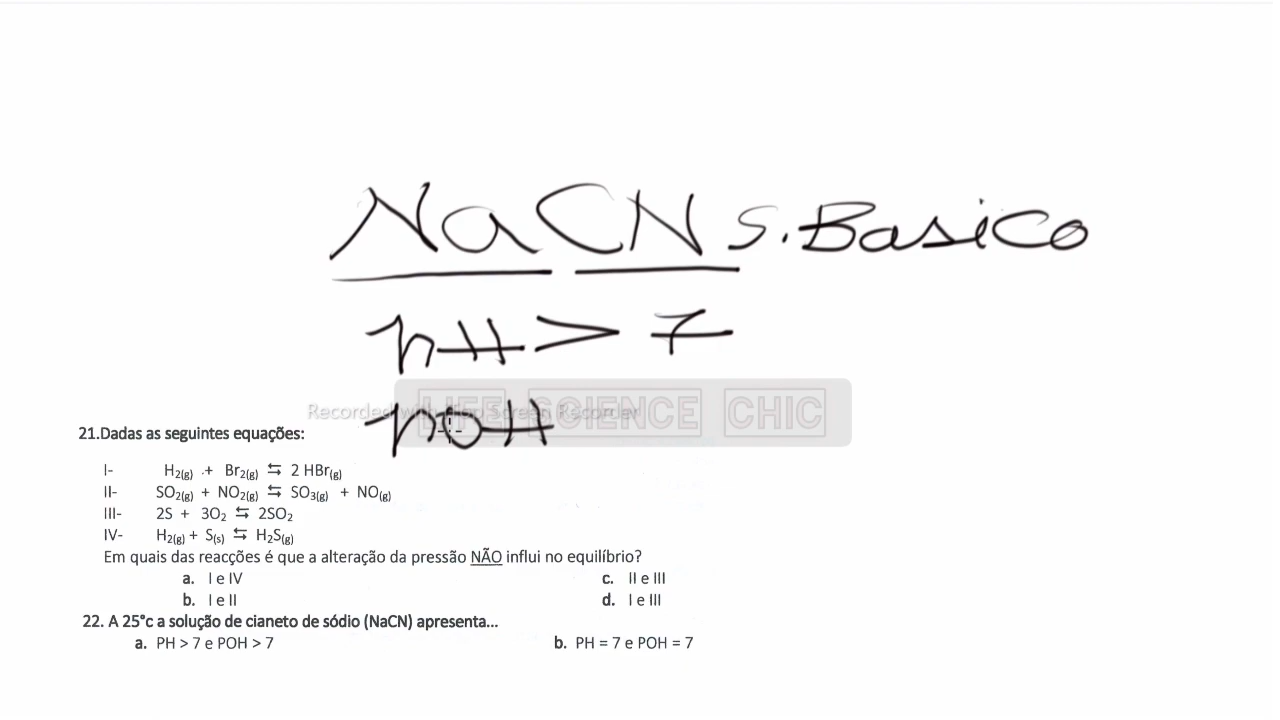 NaCN S.Basico
pH > 7
pOH
Recorded with iTop Screen Recorder
LIFE SCIENCE CHIC
21.Dadas as seguintes equações:
I- H₂(g) .+ Br₂(g) ⇆ 2 HBr(g)
II- SO₂(g) + NO₂(g) ⇆ SO₃(g) + NO(g)
III- 2S + 3O₂ ⇆ 2SO₂
IV- H₂(g) + S(s) ⇆ H₂S(g)
Em quais das reacções é que a alteração da pressão NÃO influi no equilíbrio?
a. I e IV c. II e III
b. I e II d. I e III
22. A 25°c a solução de cianeto de sódio (NaCN) apresenta...
a. PH > 7 e POH > 7 b. PH = 7 e POH = 7